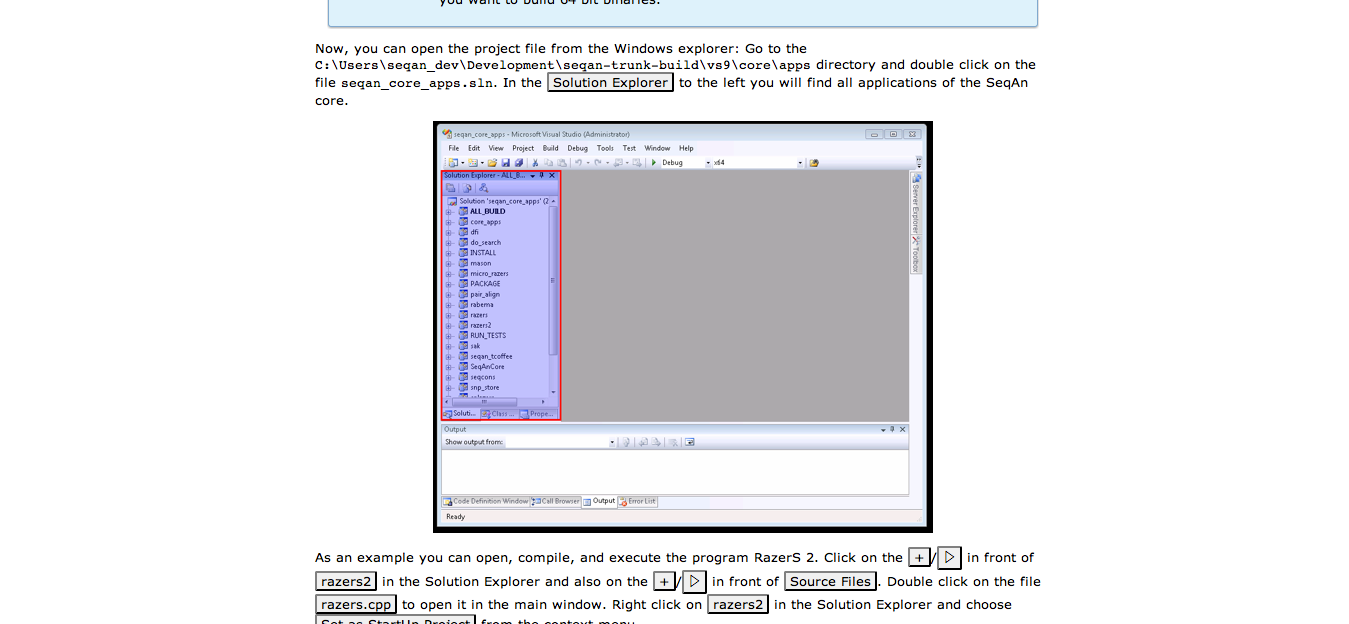 you want to build 64 bit binaries.
Now, you can open the project file from the Windows explorer: Go to the
C:\Users\seqan_dev\Development\seqan-trunk-build\vs9\core\apps directory and double click on the
file seqan_core_apps.sln. In the Solution Explorer to the left you will find all applications of the SeqAn
core.
seqan_core_apps - Microsoft Visual Studio (Administrator)
File Edit View Project Build Debug Tools Test Window Help
Debug x64
Solution Explorer - ALL_B...
Solution 'seqan_core_apps' (2
ALL_BUILD
core_apps
dfi
do_search
INSTALL
mason
micro_razers
PACKAGE
pair_align
rabema
razers
razers2
RUN_TESTS
sak
seqan_tcoffee
SeqAnCore
seqcons
snp_store
Soluti... Class ... Prope...
Server Explorer
Toolbox
Output
Show output from:
Code Definition Window Call Browser Output Error List
Ready
As an example you can open, compile, and execute the program RazerS 2. Click on the +/▷ in front of
razers2 in the Solution Explorer and also on the +/▷ in front of Source Files. Double click on the file
razers.cpp to open it in the main window. Right click on razers2 in the Solution Explorer and choose
Set as StartUp Project from the context menu.